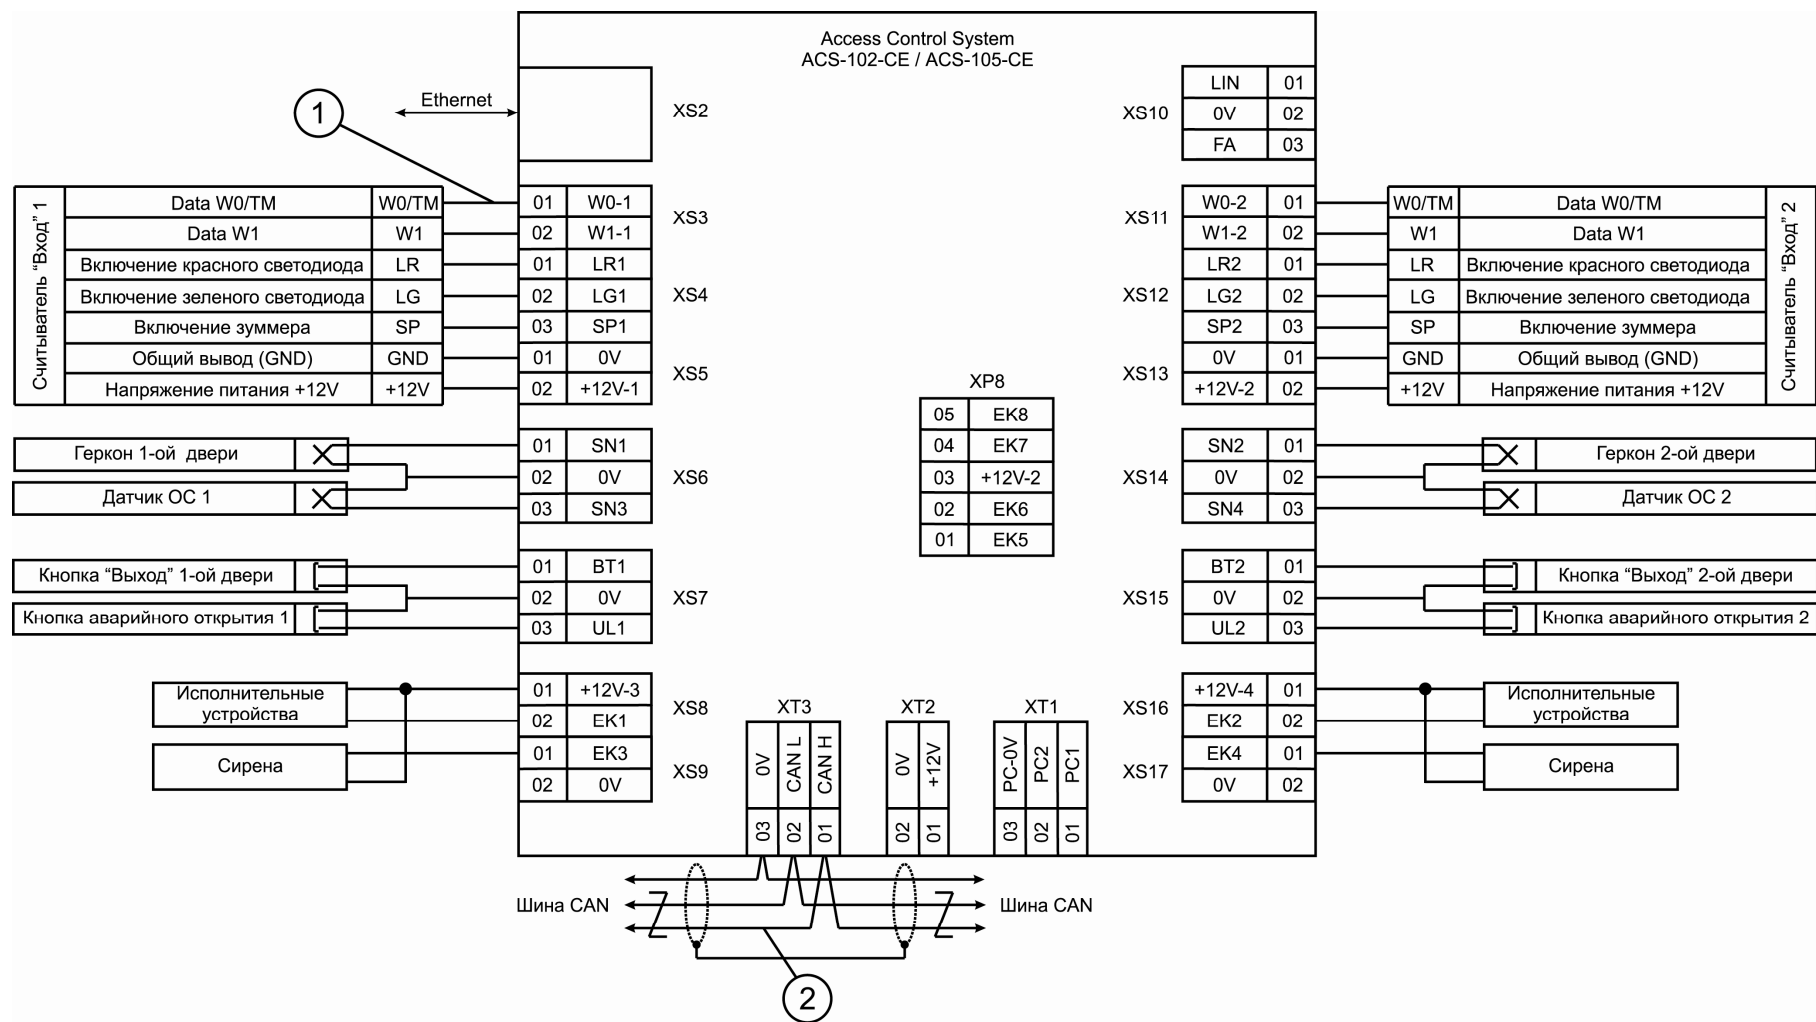 Access Control System
ACS-102-CE / ACS-105-CE
1
Ethernet
XS2
XS10
LIN 01
0V 02
FA 03
Считыватель “Вход” 1
Data W0/TM W0/TM 01 W0-1
Data W1 W1 02 W1-1
XS3
Включение красного светодиода LR 01 LR1
Включение зеленого светодиода LG 02 LG1
Включение зуммера SP 03 SP1
XS4
Общий вывод (GND) GND 01 0V
Напряжение питания +12V +12V 02 +12V-1
XS5
XS11
W0-2 01 W0/TM Data W0/TM
W1-2 02 W1 Data W1
XS12
LR2 01 LR Включение красного светодиода
LG2 02 LG Включение зеленого светодиода
SP2 03 SP Включение зуммера
XS13
0V 01 GND Общий вывод (GND)
+12V-2 02 +12V Напряжение питания +12V
Считыватель “Вход” 2
XP8
05 EK8
04 EK7
03 +12V-2
02 EK6
01 EK5
Геркон 1-ой двери
Датчик ОС 1
01 SN1
02 0V
03 SN3
XS6
XS14
SN2 01
0V 02
SN4 03
Геркон 2-ой двери
Датчик ОС 2
Кнопка “Выход” 1-ой двери
Кнопка аварийного открытия 1
01 BT1
02 0V
03 UL1
XS7
XS15
BT2 01
0V 02
UL2 03
Кнопка “Выход” 2-ой двери
Кнопка аварийного открытия 2
Исполнительные
устройства
Сирена
01 +12V-3
02 EK1
XS8
01 EK3
02 0V
XS9
XS16
+12V-4 01
EK2 02
XS17
EK4 01
0V 02
Исполнительные
устройства
Сирена
XT3
0V 03
CAN L 02
CAN H 01
XT2
0V 02
+12V 01
XT1
PC-0V 03
PC2 02
PC1 01
Шина CAN
Шина CAN
2